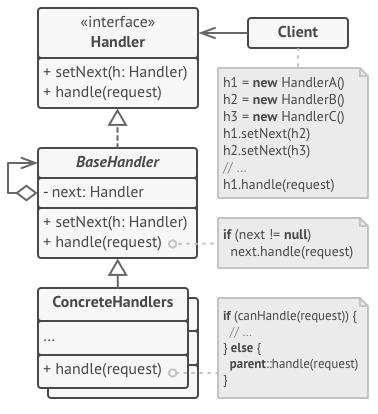 «interface»
Handler
+ setNext(h: Handler)
+ handle(request)
Client
h1 = new HandlerA()
h2 = new HandlerB()
h3 = new HandlerC()
h1.setNext(h2)
h2.setNext(h3)
// ...
h1.handle(request)
BaseHandler
- next: Handler
+ setNext(h: Handler)
+ handle(request)
if (next != null)
next.handle(request)
ConcreteHandlers
...
+ handle(request)
if (canHandle(request)) {
// ...
} else {
parent::handle(request)
}